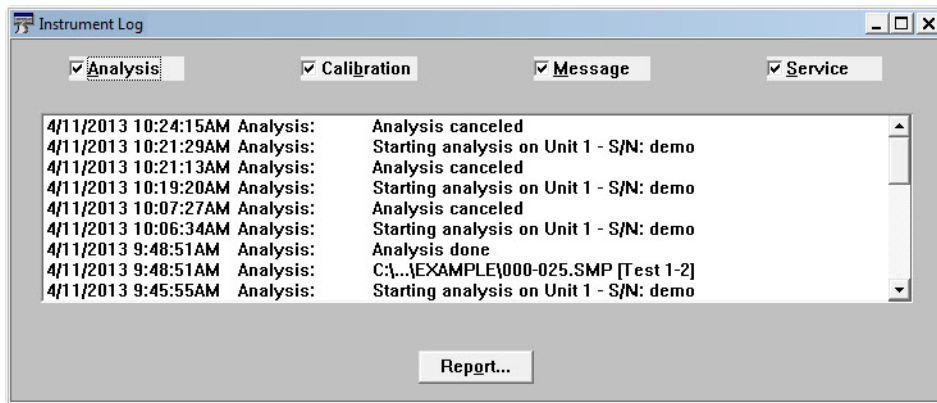 Instrument Log
Analysis Calibration Message Service
4/11/2013 10:24:15AM Analysis: Analysis canceled
4/11/2013 10:21:29AM Analysis: Starting analysis on Unit 1 - S/N: demo
4/11/2013 10:21:13AM Analysis: Analysis canceled
4/11/2013 10:19:20AM Analysis: Starting analysis on Unit 1 - S/N: demo
4/11/2013 10:07:27AM Analysis: Analysis canceled
4/11/2013 10:06:34AM Analysis: Starting analysis on Unit 1 - S/N: demo
4/11/2013 9:48:51AM Analysis: Analysis done
4/11/2013 9:48:51AM Analysis: C:\...\EXAMPLE\000-025.SMP [Test 1-2]
4/11/2013 9:45:55AM Analysis: Starting analysis on Unit 1 - S/N: demo
Report...